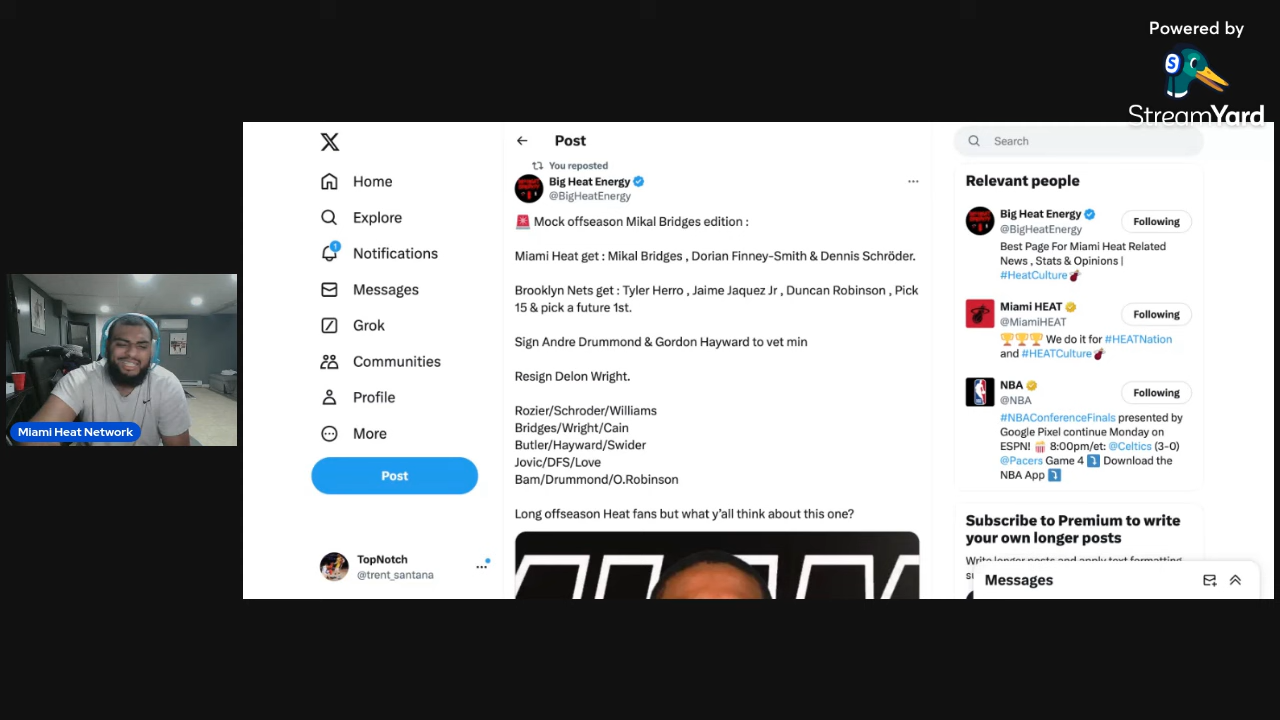 Powered by
StreamYard
Miami Heat Network
Home
Explore
Notifications
1
Messages
Grok
Communities
Profile
More
Post
TopNotch
@trent_santana
Post
You reposted
Big Heat Energy
@BigHeatEnergy
🚨 Mock offseason Mikal Bridges edition :
Miami Heat get : Mikal Bridges , Dorian Finney-Smith & Dennis Schröder.
Brooklyn Nets get : Tyler Herro , Jaime Jaquez Jr , Duncan Robinson , Pick
15 & pick a future 1st.
Sign Andre Drummond & Gordon Hayward to vet min
Resign Delon Wright.
Rozier/Schroder/Williams
Bridges/Wright/Cain
Butler/Hayward/Swider
Jovic/DFS/Love
Bam/Drummond/O.Robinson
Long offseason Heat fans but what y'all think about this one?
Search
Relevant people
Big Heat Energy
@BigHeatEnergy
Following
Best Page For Miami Heat Related
News , Stats & Opinions |
#HeatCulture💣
Miami HEAT
@MiamiHEAT
Following
🏆🏆🏆 We do it for #HEATNation
and #HEATCulture💣
NBA
@NBA
Following
#NBAConferenceFinals presented by
Google Pixel continue Monday on
ESPN! 🍿 8:00pm/et: @Celtics (3-0)
@Pacers Game 4 ⤵️ Download the
NBA App ⤵️
Subscribe to Premium to write
your own longer posts
Write longer posts and apply text formatting
Messages